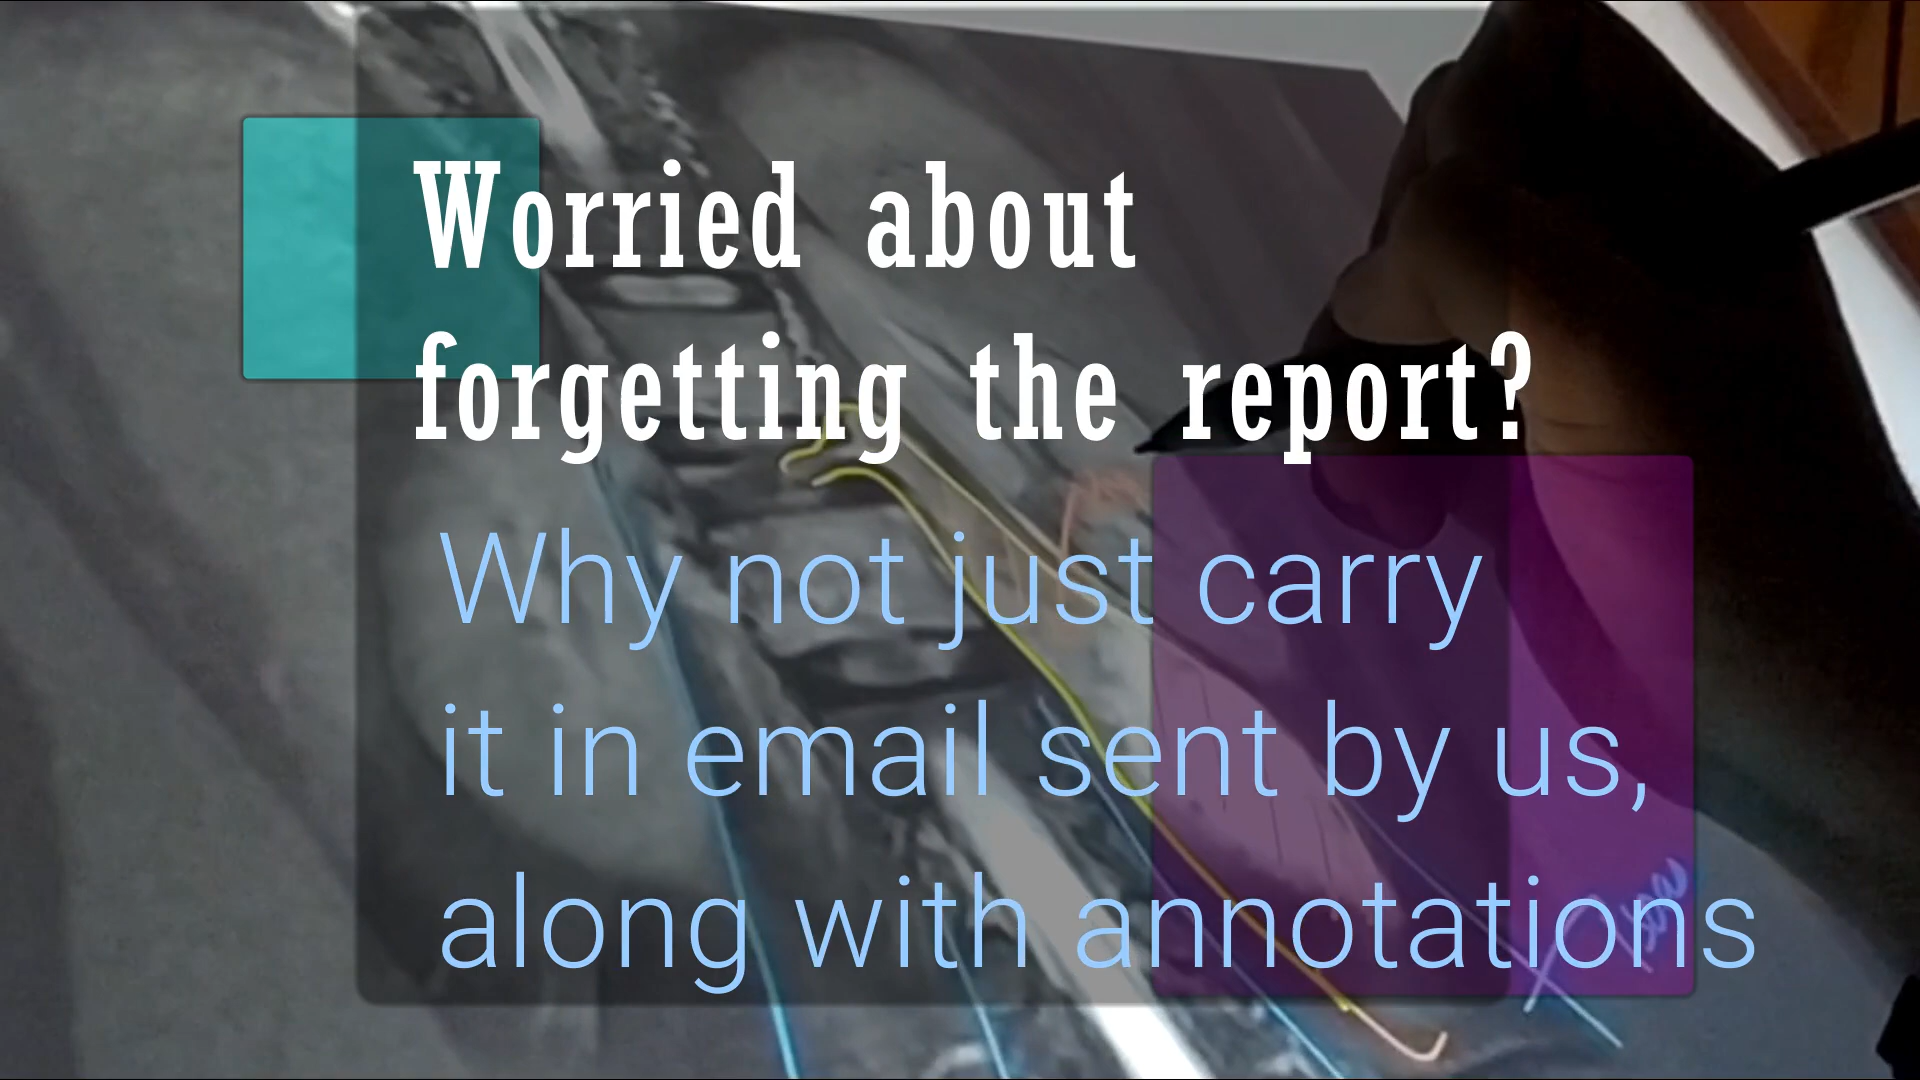 Worried about
forgetting the report?
Why not just carry
it in email sent by us,
along with annotations